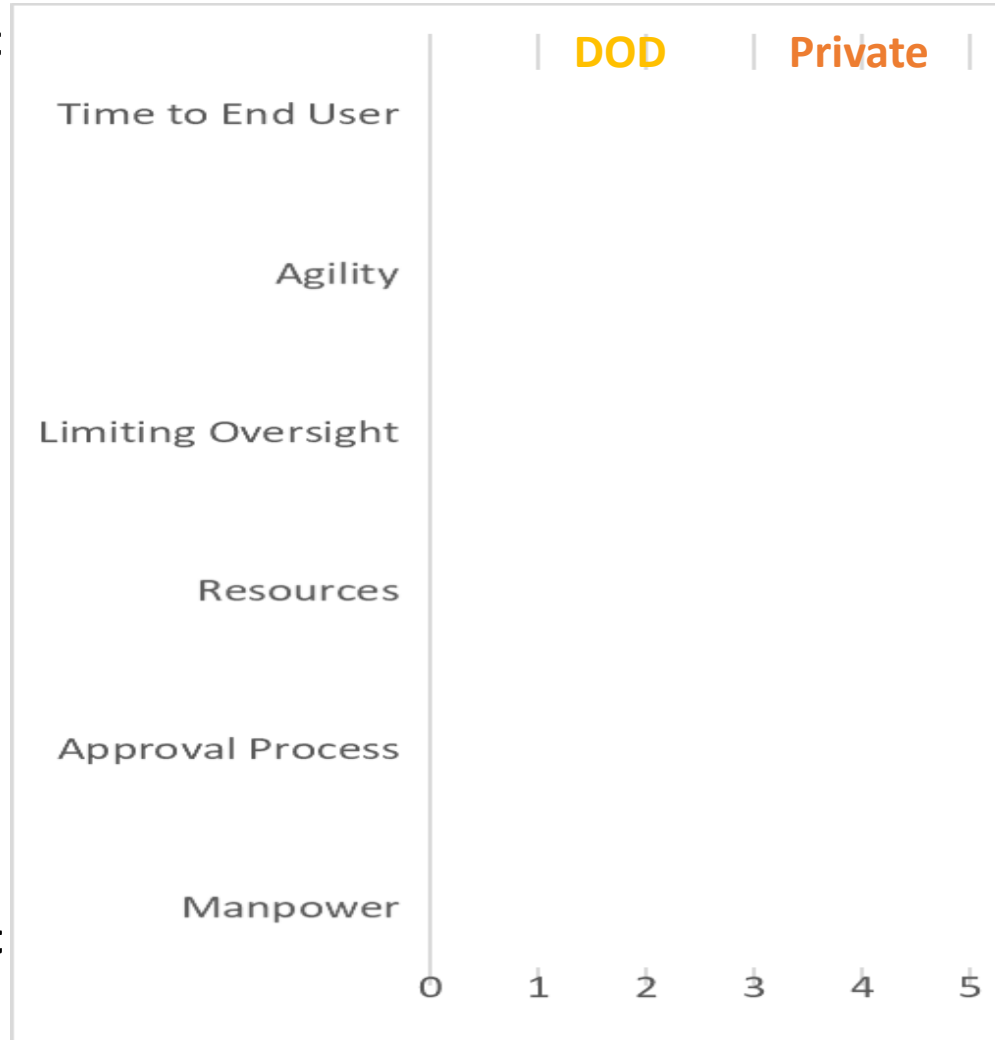 DOD Private
Time to End User
Agility
Limiting Oversight
Resources
Approval Process
Manpower
0 1 2 3 4 5